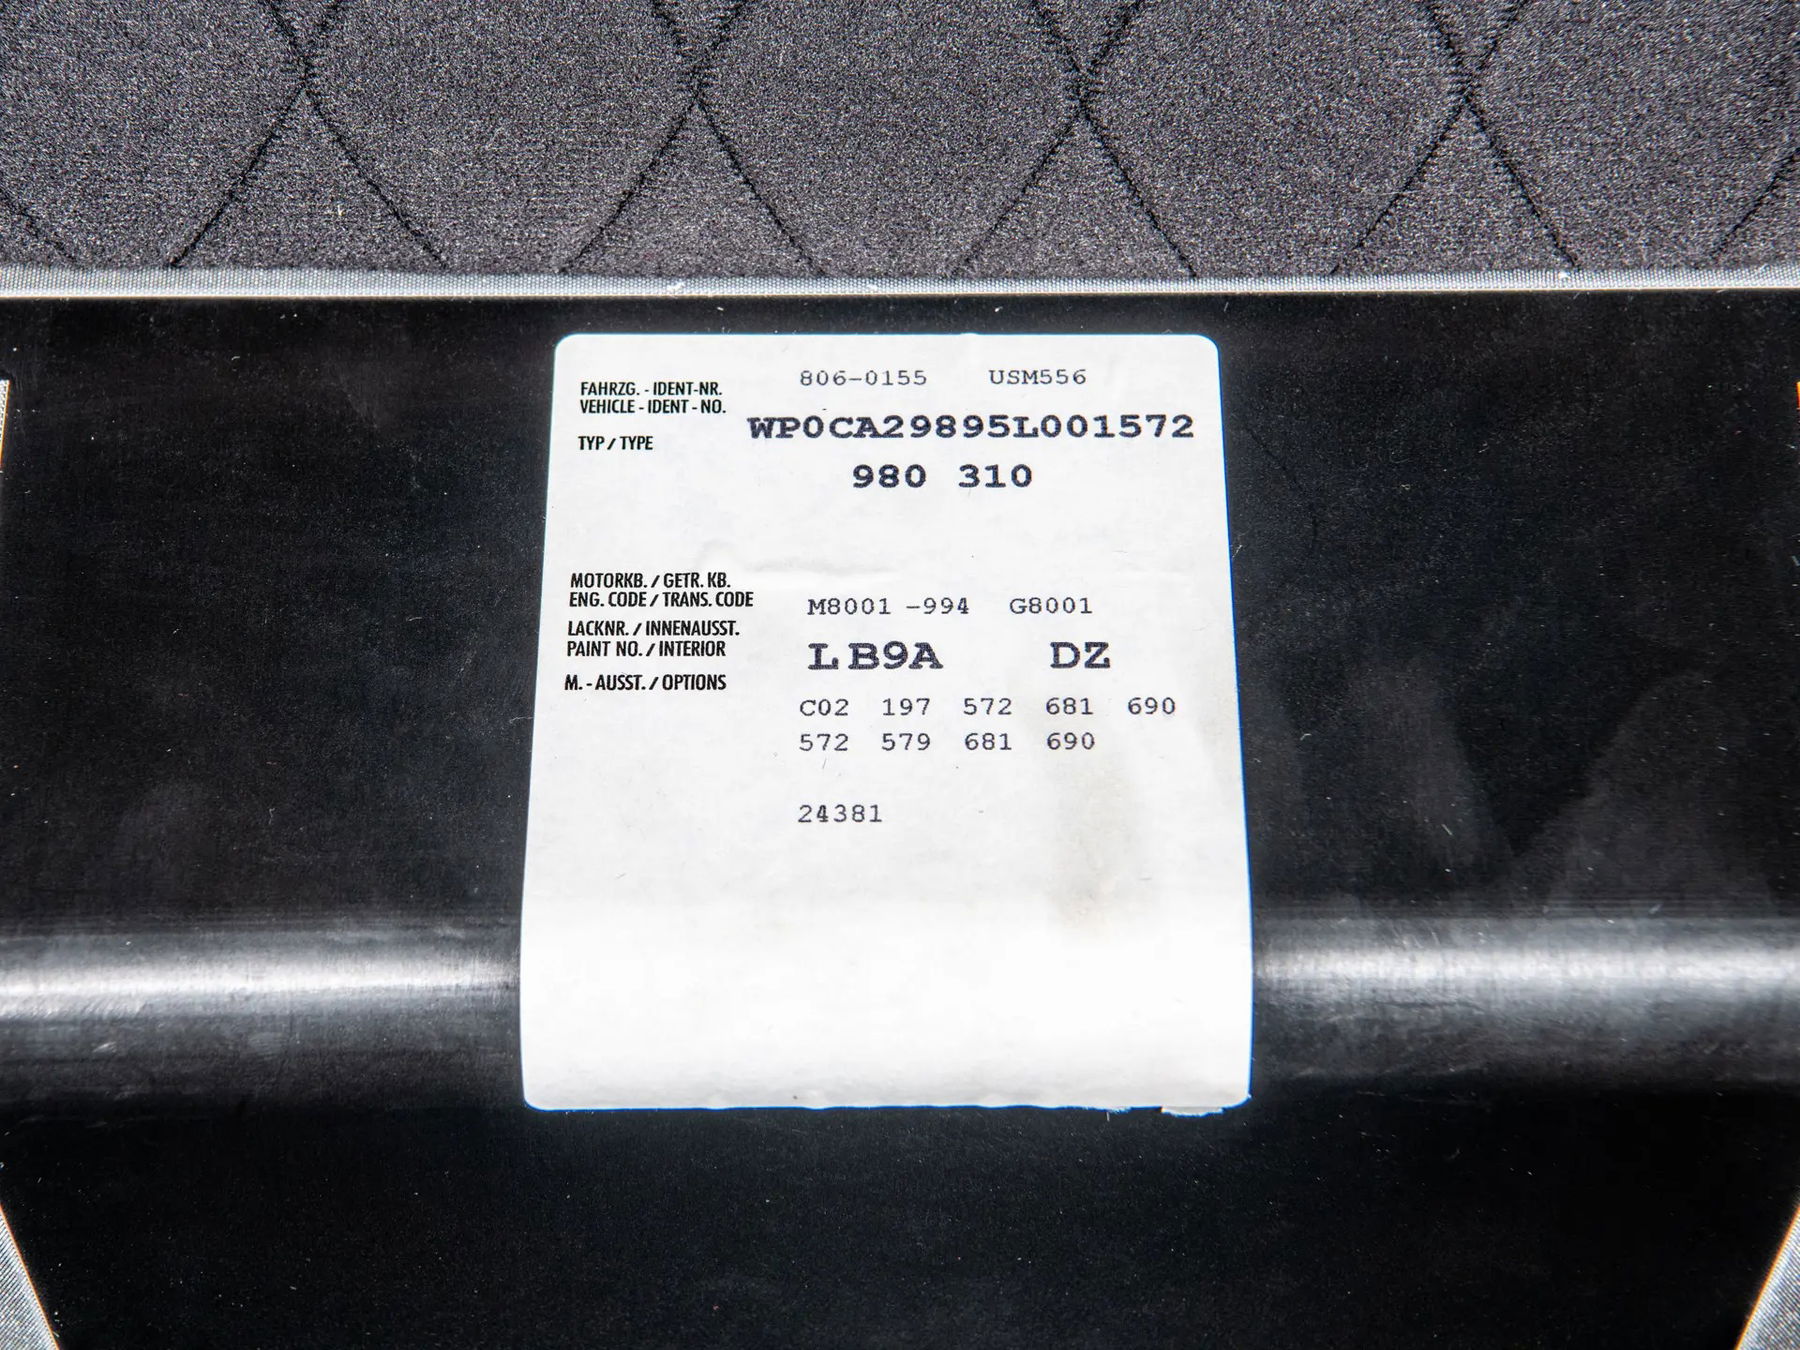 806-0155 USM556
FAHRZG. - IDENT-NR.
VEHICLE - IDENT - NO.
WP0CA29895L001572
TYP / TYPE
980 310
MOTORKB. / GETR. KB.
ENG. CODE / TRANS. CODE
M8001 -994 G8001
LACKNR. / INNENAUSST.
PAINT NO. / INTERIOR
LB9A DZ
M. - AUSST. / OPTIONS
C02 197 572 681 690
572 579 681 690
24381